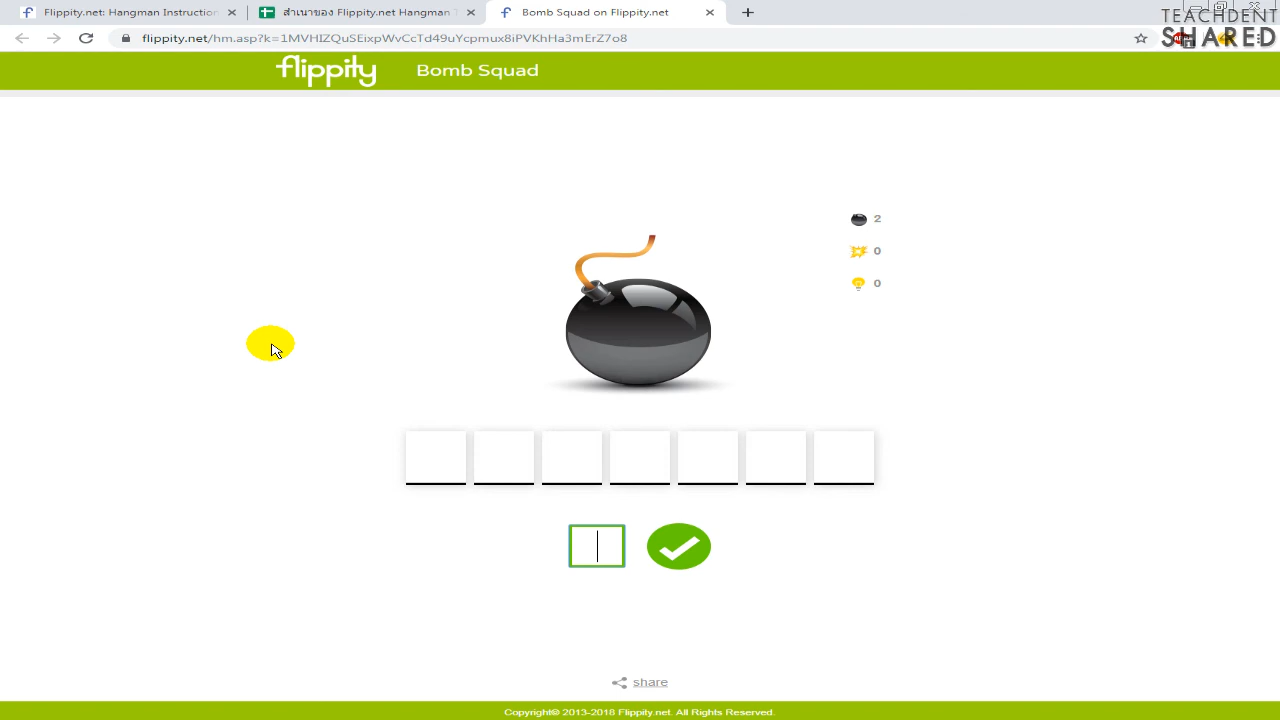 Flippity.net: Hangman Instruction
สำเนาของ Flippity.net Hangman T
Bomb Squad on Flippity.net
TEACHDENT
SHARED
flippity.net/hm.asp?k=1MVHIZQuSEixpWvCcTd49uYcpmux8iPVKhHa3mErZ7o8
flippity
Bomb Squad
2
0
0
share
Copyright© 2013-2018 Flippity.net. All Rights Reserved.